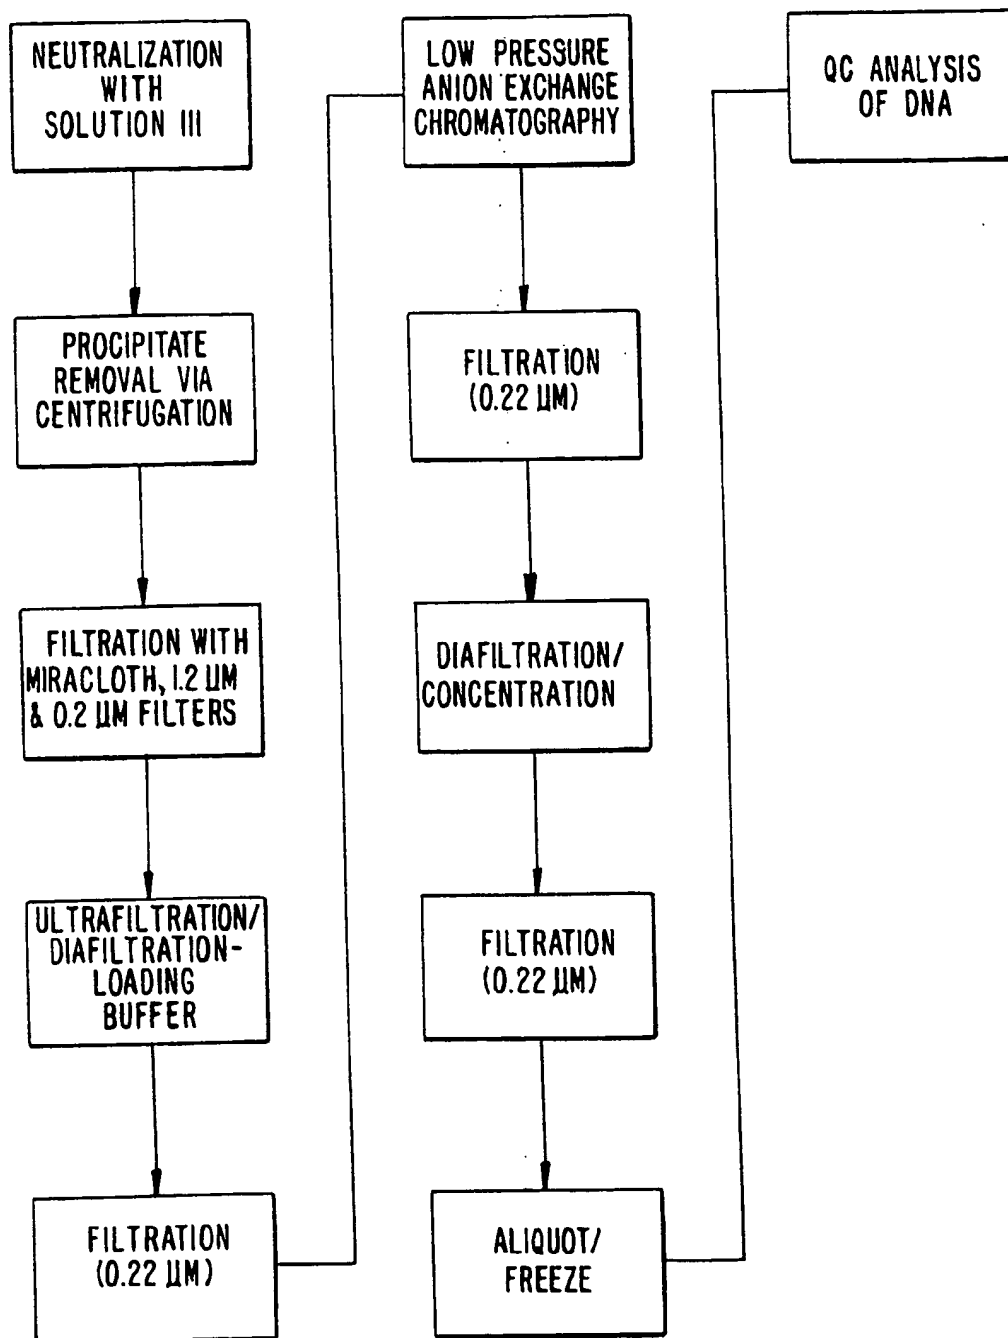 NEUTRALIZATION
WITH
SOLUTION III
PROCIPITATE
REMOVAL VIA
CENTRIFUGATION
FILTRATION WITH
MIRACLOTH, 1.2 µM
& 0.2 µM FILTERS
ULTRAFILTRATION/
DIAFILTRATION-
LOADING
BUFFER
FILTRATION
(0.22 µM)
LOW PRESSURE
ANION EXCHANGE
CHROMATOGRAPHY
FILTRATION
(0.22 µM)
DIAFILTRATION/
CONCENTRATION
FILTRATION
(0.22 µM)
ALIQUOT/
FREEZE
QC ANALYSIS
OF DNA